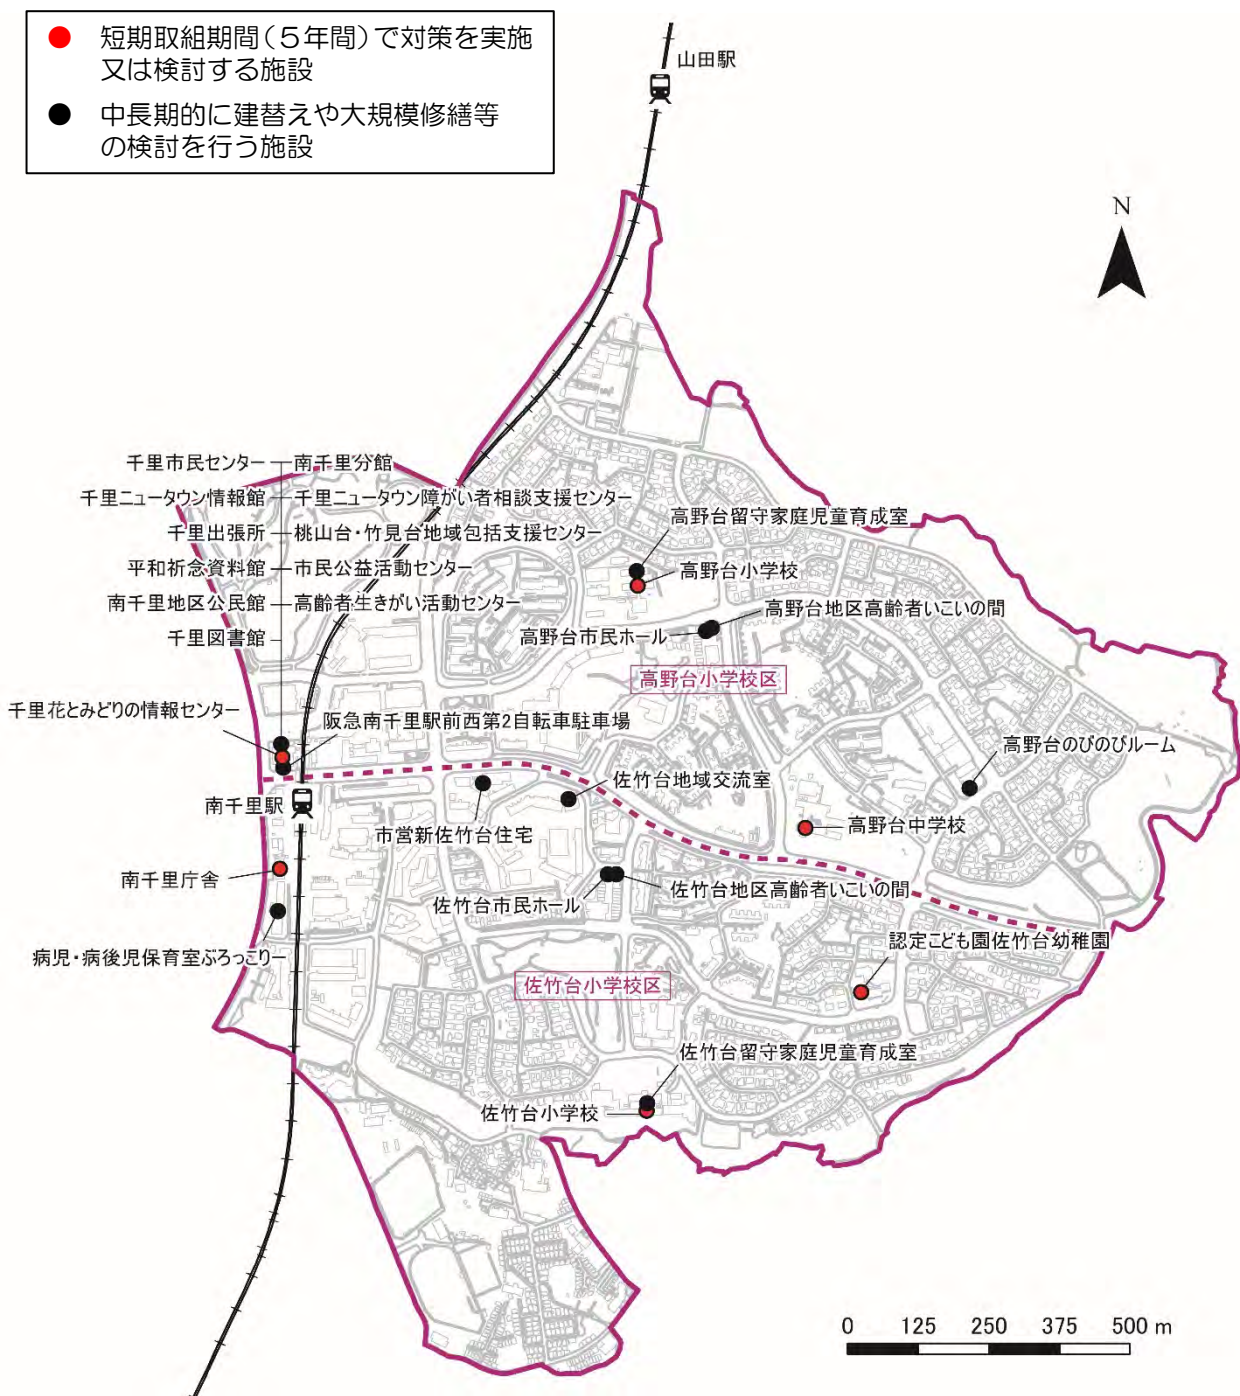 短期取組期間(5年間)で対策を実施
又は検討する施設
中長期的に建替えや大規模修繕等
の検討を行う施設
山田駅
N
千里市民センター
南千里分館
千里ニュータウン情報館
千里ニュータウン障がい者相談支援センター
千里出張所
桃山台・竹見台地域包括支援センター
平和祈念資料館
市民公益活動センター
南千里地区公民館
高齢者生きがい活動センター
千里図書館
高野台留守家庭児童育成室
高野台小学校
高野台地区高齢者いこいの間
高野台市民ホール
高野台小学校区
千里花とみどりの情報センター
阪急南千里駅前西第2自転車駐車場
高野台のびのびルーム
佐竹台地域交流室
南千里駅
市営新佐竹台住宅
高野台中学校
南千里庁舎
佐竹台地区高齢者いこいの間
佐竹台市民ホール
認定こども園佐竹台幼稚園
病児・病後児保育室ぶろっこりー
佐竹台小学校区
佐竹台留守家庭児童育成室
佐竹台小学校
0 125 250 375 500 m